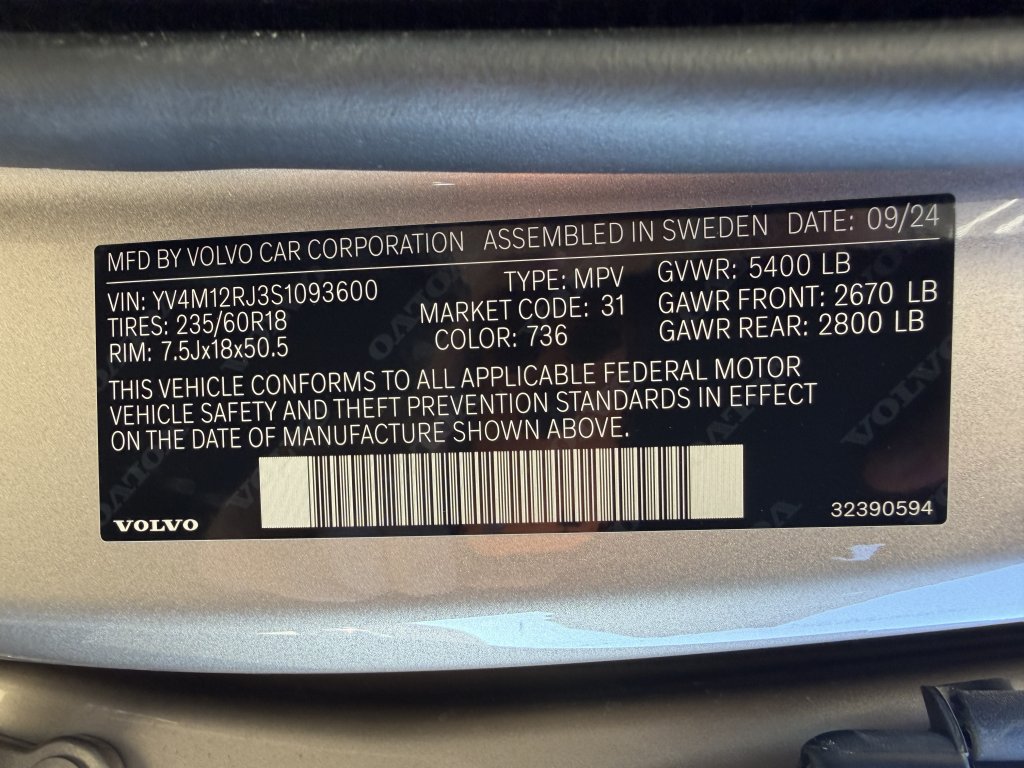 MFD BY VOLVO CAR CORPORATION ASSEMBLED IN SWEDEN DATE: 09/24
VIN: YV4M12RJ3S1093600 TYPE: MPV GVWR: 5400 LB
TIRES: 235/60R18 MARKET CODE: 31 GAWR FRONT: 2670 LB
RIM: 7.5Jx18x50.5 COLOR: 736 GAWR REAR: 2800 LB
THIS VEHICLE CONFORMS TO ALL APPLICABLE FEDERAL MOTOR
VEHICLE SAFETY AND THEFT PREVENTION STANDARDS IN EFFECT
ON THE DATE OF MANUFACTURE SHOWN ABOVE.
VOLVO 32390594